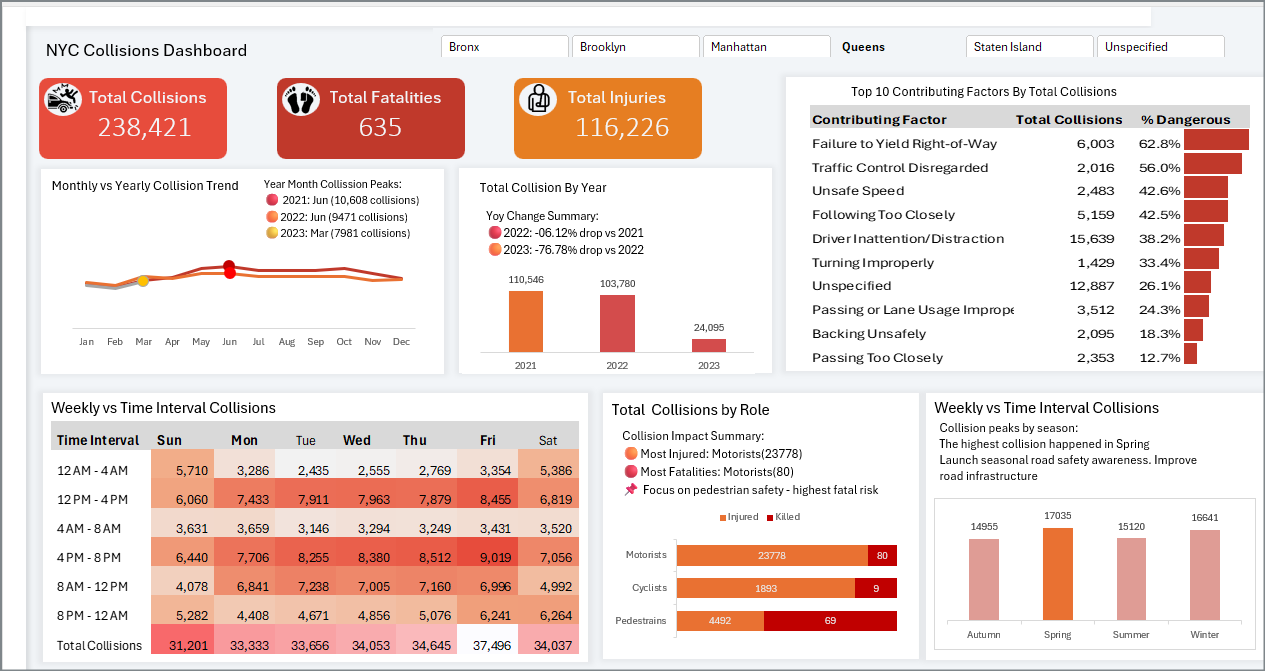 NYC Collisions Dashboard
Bronx
Brooklyn
Manhattan
Queens
Staten Island
Unspecified
Total Collisions
238,421
Total Fatalities
635
Total Injuries
116,226
Top 10 Contributing Factors By Total Collisions
Contributing Factor Total Collisions % Dangerous
Failure to Yield Right-of-Way 6,003 62.8%
Traffic Control Disregarded 2,016 56.0%
Unsafe Speed 2,483 42.6%
Following Too Closely 5,159 42.5%
Driver Inattention/Distraction 15,639 38.2%
Turning Improperly 1,429 33.4%
Unspecified 12,887 26.1%
Passing or Lane Usage Imprope 3,512 24.3%
Backing Unsafely 2,095 18.3%
Passing Too Closely 2,353 12.7%
Monthly vs Yearly Collision Trend
Year Month Collission Peaks:
2021: Jun (10,608 collisions)
2022: Jun (9471 collisions)
2023: Mar (7981 collisions)
Jan Feb Mar Apr May Jun Jul Aug Sep Oct Nov Dec
Total Collision By Year
Yoy Change Summary:
2022: -06.12% drop vs 2021
2023: -76.78% drop vs 2022
110,546
103,780
24,095
2021 2022 2023
Weekly vs Time Interval Collisions
Time Interval Sun Mon Tue Wed Thu Fri Sat
12 AM - 4 AM 5,710 3,286 2,435 2,555 2,769 3,354 5,386
12 PM - 4 PM 6,060 7,433 7,911 7,963 7,879 8,455 6,819
4 AM - 8 AM 3,631 3,659 3,146 3,294 3,249 3,431 3,520
4 PM - 8 PM 6,440 7,706 8,255 8,380 8,512 9,019 7,056
8 AM - 12 PM 4,078 6,841 7,238 7,005 7,160 6,996 4,992
8 PM - 12 AM 5,282 4,408 4,671 4,856 5,076 6,241 6,264
Total Collisions 31,201 33,333 33,656 34,053 34,645 37,496 34,037
Total Collisions by Role
Collision Impact Summary:
Most Injured: Motorists(23778)
Most Fatalities: Motorists(80)
Focus on pedestrian safety - highest fatal risk
Injured Killed
Motorists 23778 80
Cyclists 1893 9
Pedestrains 4492 69
Weekly vs Time Interval Collisions
Collision peaks by season:
The highest collision happened in Spring
Launch seasonal road safety awareness. Improve
road infrastructure
14955
17035
15120
16641
Autumn Spring Summer Winter